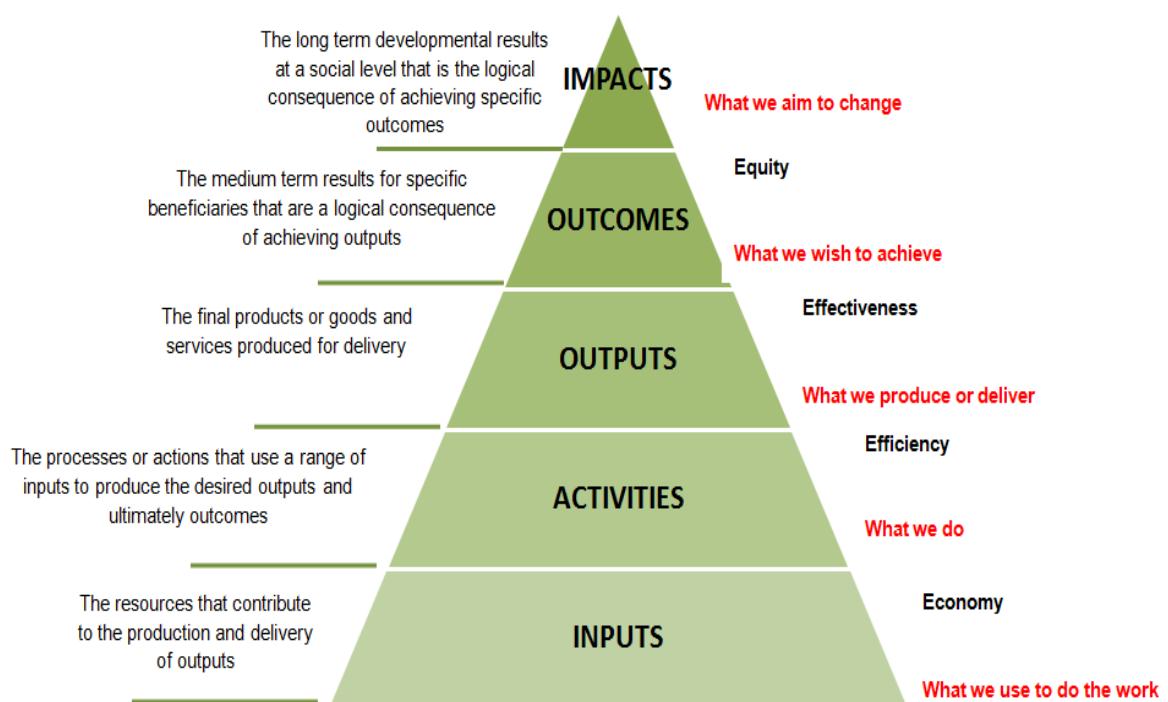 The long term developmental results
at a social level that is the logical
consequence of achieving specific
outcomes
IMPACTS
What we aim to change
The medium term results for specific
beneficiaries that are a logical consequence
of achieving outputs
OUTCOMES
Equity
What we wish to achieve
The final products or goods and
services produced for delivery
OUTPUTS
Effectiveness
What we produce or deliver
The processes or actions that use a range of
inputs to produce the desired outputs and
ultimately outcomes
ACTIVITIES
Efficiency
What we do
The resources that contribute
to the production and delivery
of outputs
INPUTS
Economy
What we use to do the work